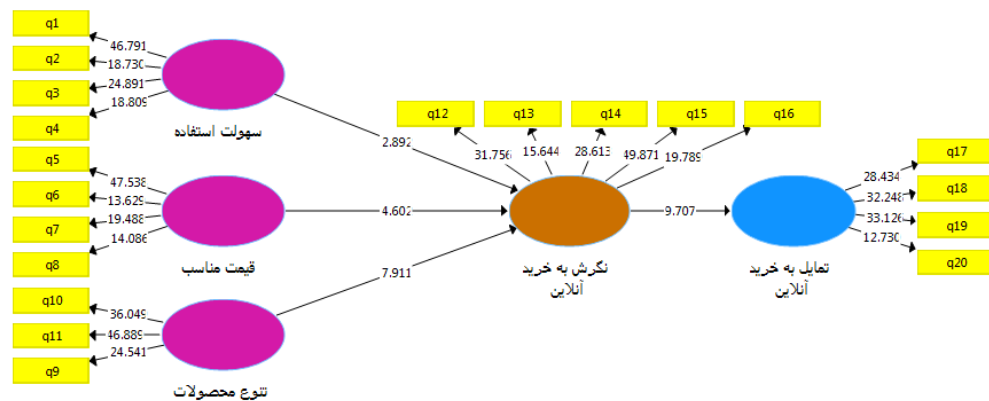 q1
46.791
q2
18.730
q3
24.891
18.809
q4
سهولت استفاده
2.892
q12
q13
q14
q15
q16
31.756
15.644
28.613
49.871
19.789
q5
47.538
q6
13.629
q7
19.488
14.086
q8
قیمت مناسب
4.602
نگرش به خرید
آنلاین
9.707
تمایل به خرید
آنلاین
q17
28.434
q18
32.248
q19
33.126
12.730
q20
7.911
q10
36.049
q11
46.889
24.541
q9
تنوع محصولات